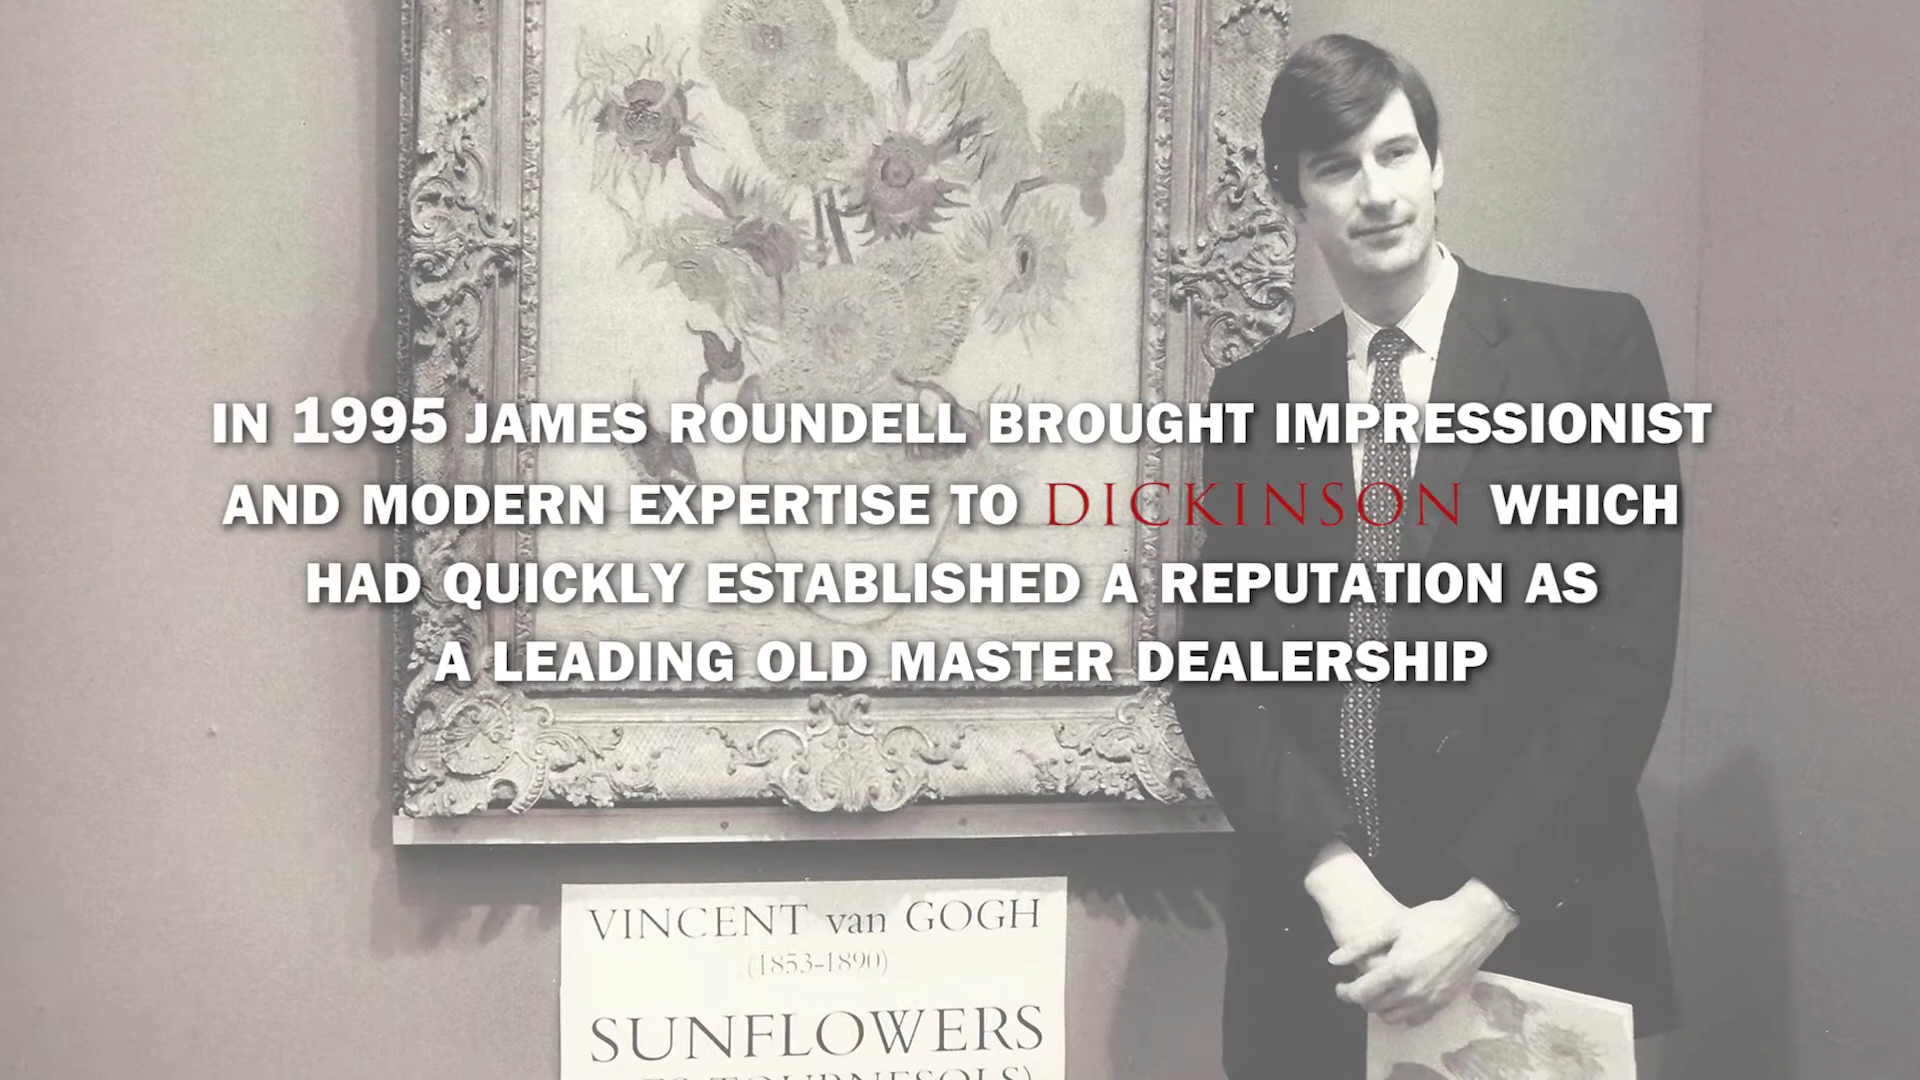 IN 1995 JAMES ROUNDELL BROUGHT IMPRESSIONIST
AND MODERN EXPERTISE TO DICKINSON WHICH
HAD QUICKLY ESTABLISHED A REPUTATION AS
A LEADING OLD MASTER DEALERSHIP
VINCENT van GOGH
(1853-1890)
SUNFLOWERS